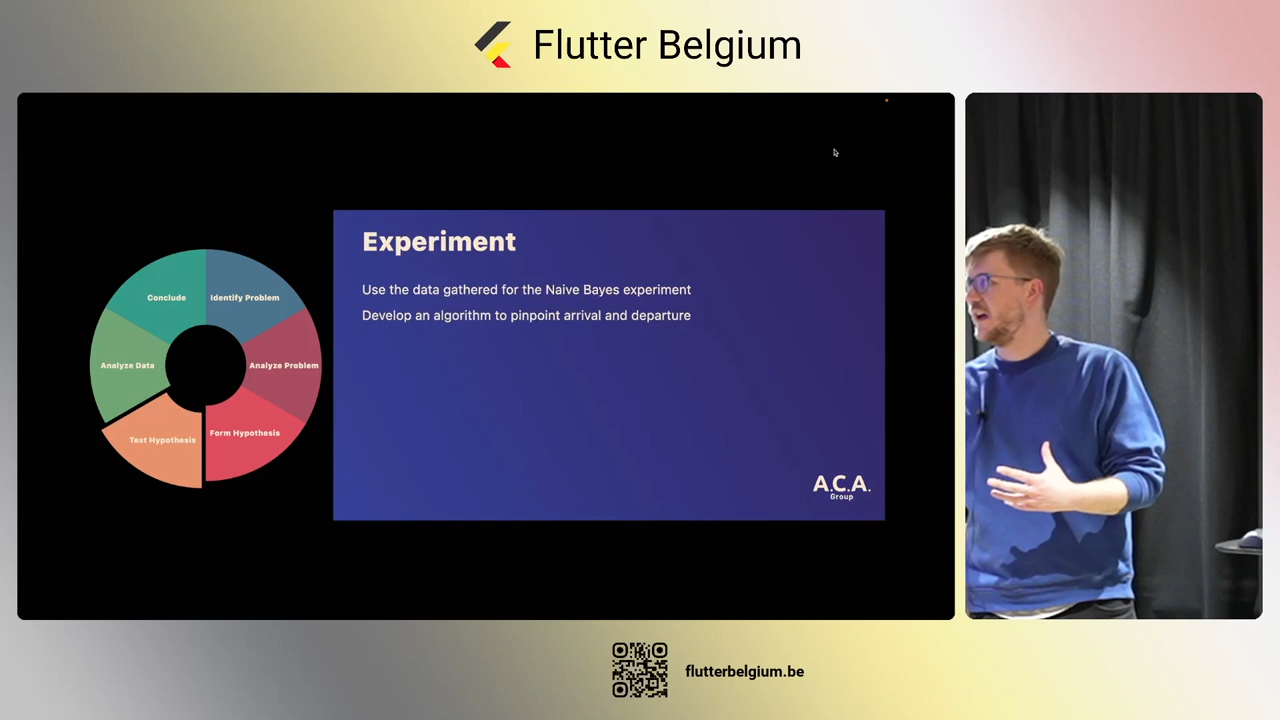 Flutter Belgium
Experiment
Use the data gathered for the Naive Bayes experiment
Develop an algorithm to pinpoint arrival and departure
Conclude
Identify Problem
Analyze Data
Analyze Problem
Test Hypothesis
Form Hypothesis
A.C.A.
Group
flutterbelgium.be